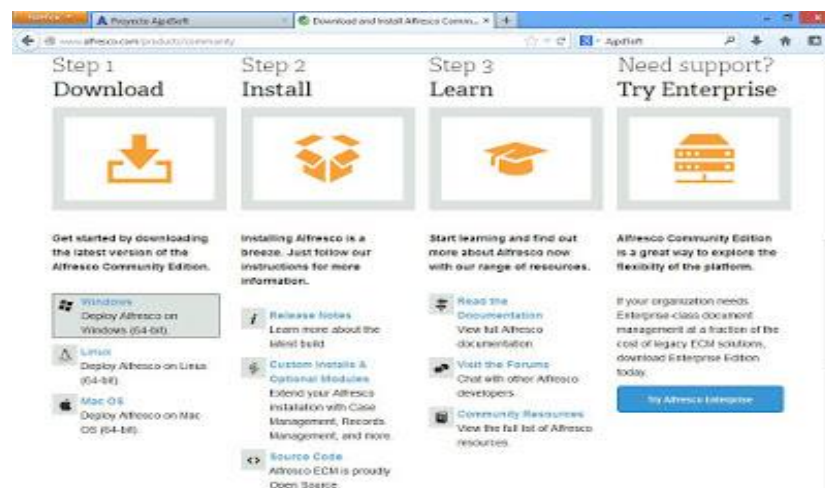 Proyecto AjpdSoft
Download and Install Alfresco Comm...
www.alfresco.com/products/community
AjpdSoft
Step 1
Download
Step 2
Install
Step 3
Learn
Need support?
Try Enterprise
Get started by downloading
the latest version of the
Alfresco Community Edition.
Windows
Deploy Alfresco on
Windows (64-bit).
Linux
Deploy Alfresco on Linux
(64-bit).
Mac OS
Deploy Alfresco on Mac
OS (64-bit).
Installing Alfresco is a
breeze. Just follow our
instructions for more
information.
Release Notes
Learn more about the
latest build
Custom Installs &
Optional Modules
Extend your Alfresco
installation with Case
Management, Records
Management, and more.
Source Code
Alfresco ECM is proudly
Open Source.
Start learning and find out
more about Alfresco now
with our range of resources.
Read the
Documentation
View full Alfresco
documentation.
Visit the Forums
Chat with other Alfresco
developers.
Community Resources
View the full list of Alfresco
resources.
Alfresco Community Edition
is a great way to explore the
flexibility of the platform.
If your organization needs
Enterprise-class document
management at a fraction of the
cost of legacy ECM solutions,
download Enterprise Edition
today.
Try Alfresco Enterprise